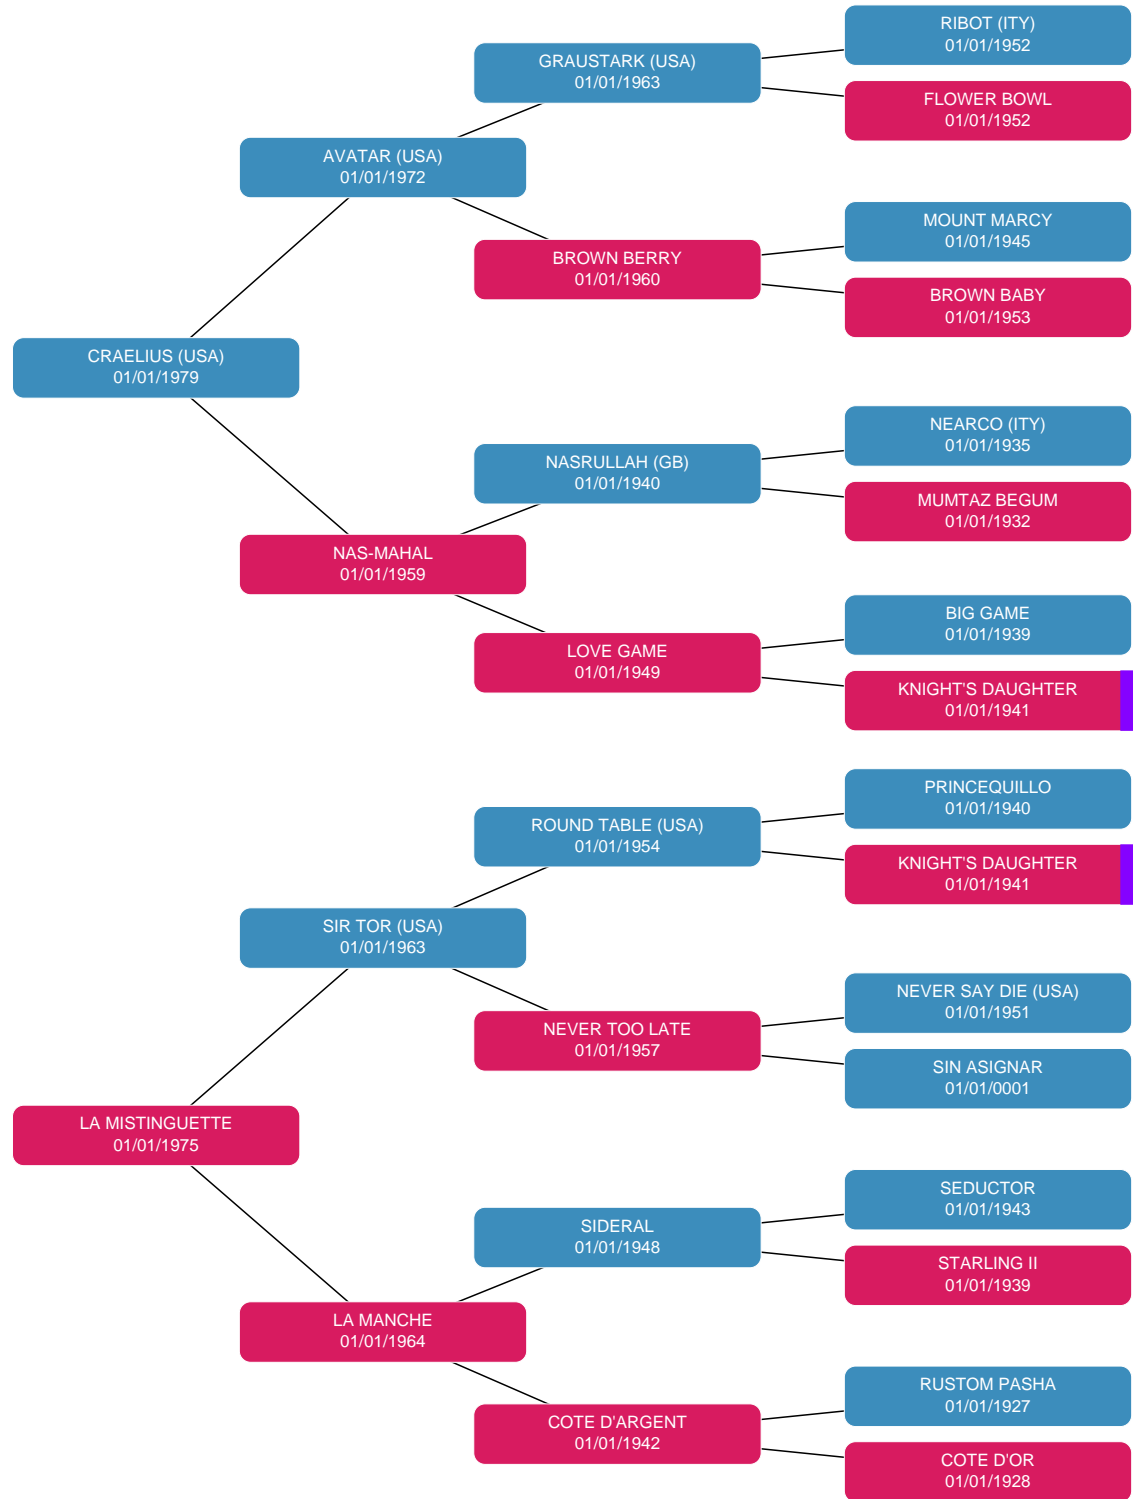 RIBOT (ITY)
01/01/1952
GRAUSTARK (USA)
01/01/1963
FLOWER BOWL
01/01/1952
AVATAR (USA)
01/01/1972
MOUNT MARCY
01/01/1945
BROWN BERRY
01/01/1960
BROWN BABY
01/01/1953
CRAELIUS (USA)
01/01/1979
NEARCO (ITY)
01/01/1935
NASRULLAH (GB)
01/01/1940
MUMTAZ BEGUM
01/01/1932
NAS-MAHAL
01/01/1959
BIG GAME
01/01/1939
LOVE GAME
01/01/1949
KNIGHT'S DAUGHTER
01/01/1941
PRINCEQUILLO
01/01/1940
ROUND TABLE (USA)
01/01/1954
KNIGHT'S DAUGHTER
01/01/1941
SIR TOR (USA)
01/01/1963
NEVER SAY DIE (USA)
01/01/1951
NEVER TOO LATE
01/01/1957
SIN ASIGNAR
01/01/0001
LA MISTINGUETTE
01/01/1975
SEDUCTOR
01/01/1943
SIDERAL
01/01/1948
STARLING II
01/01/1939
LA MANCHE
01/01/1964
RUSTOM PASHA
01/01/1927
COTE D'ARGENT
01/01/1942
COTE D'OR
01/01/1928